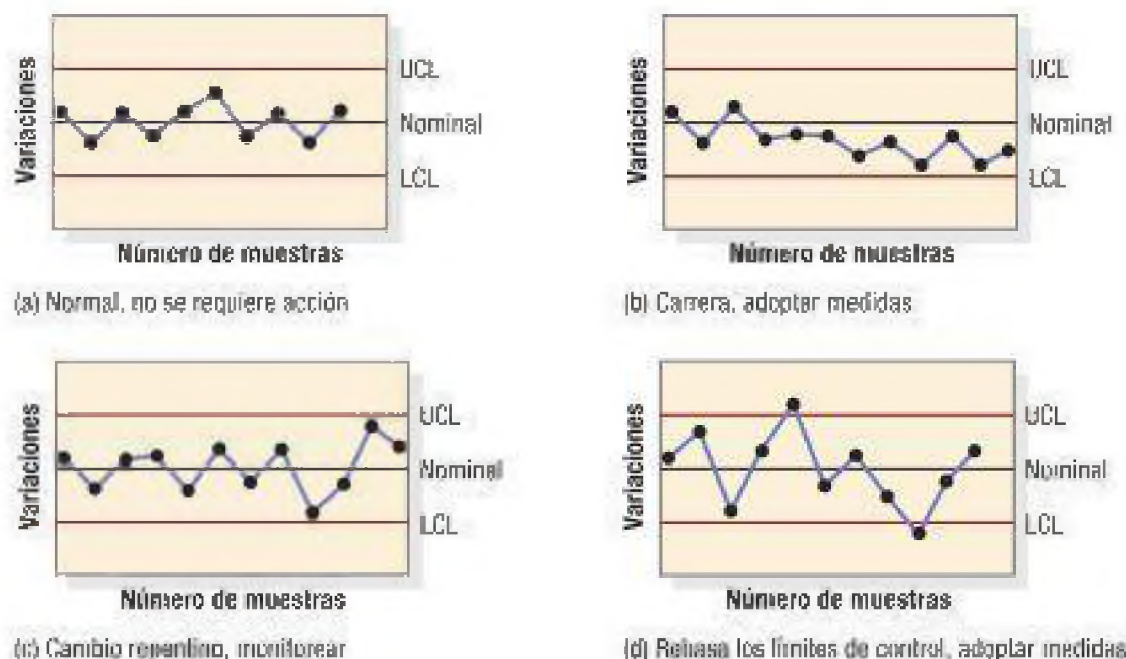 Variaciones
UCL
Nominal
LCL
Número de muestras
(a) Normal, no se requiere acción
Variaciones
UCL
Nominal
LCL
Número de muestras
(b) Carrera, adoptar medidas
Variaciones
UCL
Nominal
LCL
Número de muestras
(c) Cambio repentino, monitorear
Variaciones
UCL
Nominal
LCL
Número de muestras
(d) Rebasa los límites de control, adoptar medidas